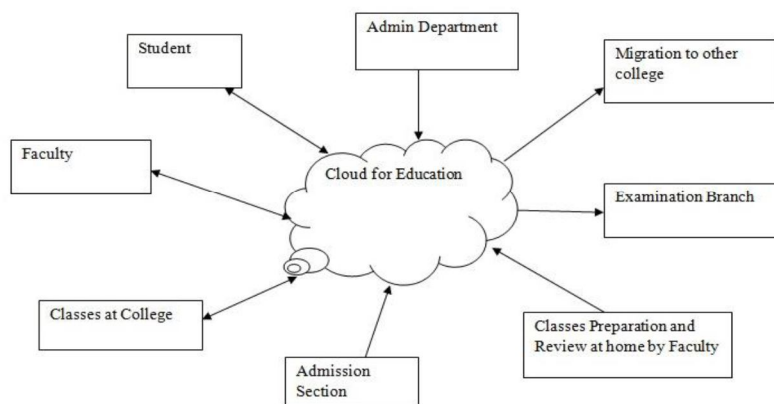 Admin Department
Student
Migration to other
college
Faculty
Cloud for Education
Examination Branch
Classes at College
Classes Preparation and
Review at home by Faculty
Admission
Section